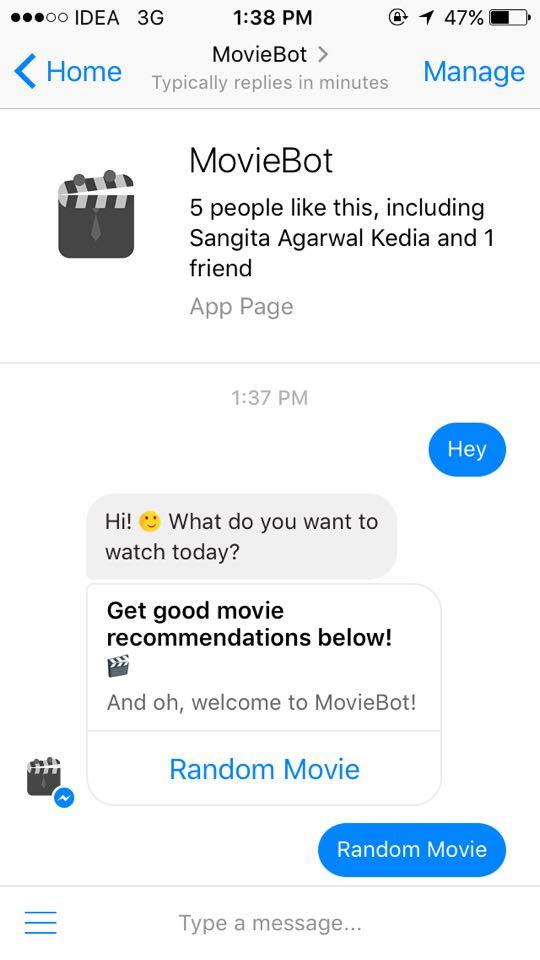 IDEA 3G 1:38 PM 47%
Home MovieBot Manage
Typically replies in minutes
MovieBot
5 people like this, including
Sangita Agarwal Kedia and 1
friend
App Page
1:37 PM
Hey
Hi! 🙂 What do you want to
watch today?
Get good movie
recommendations below!
🎬
And oh, welcome to MovieBot!
Random Movie
Random Movie
Type a message...